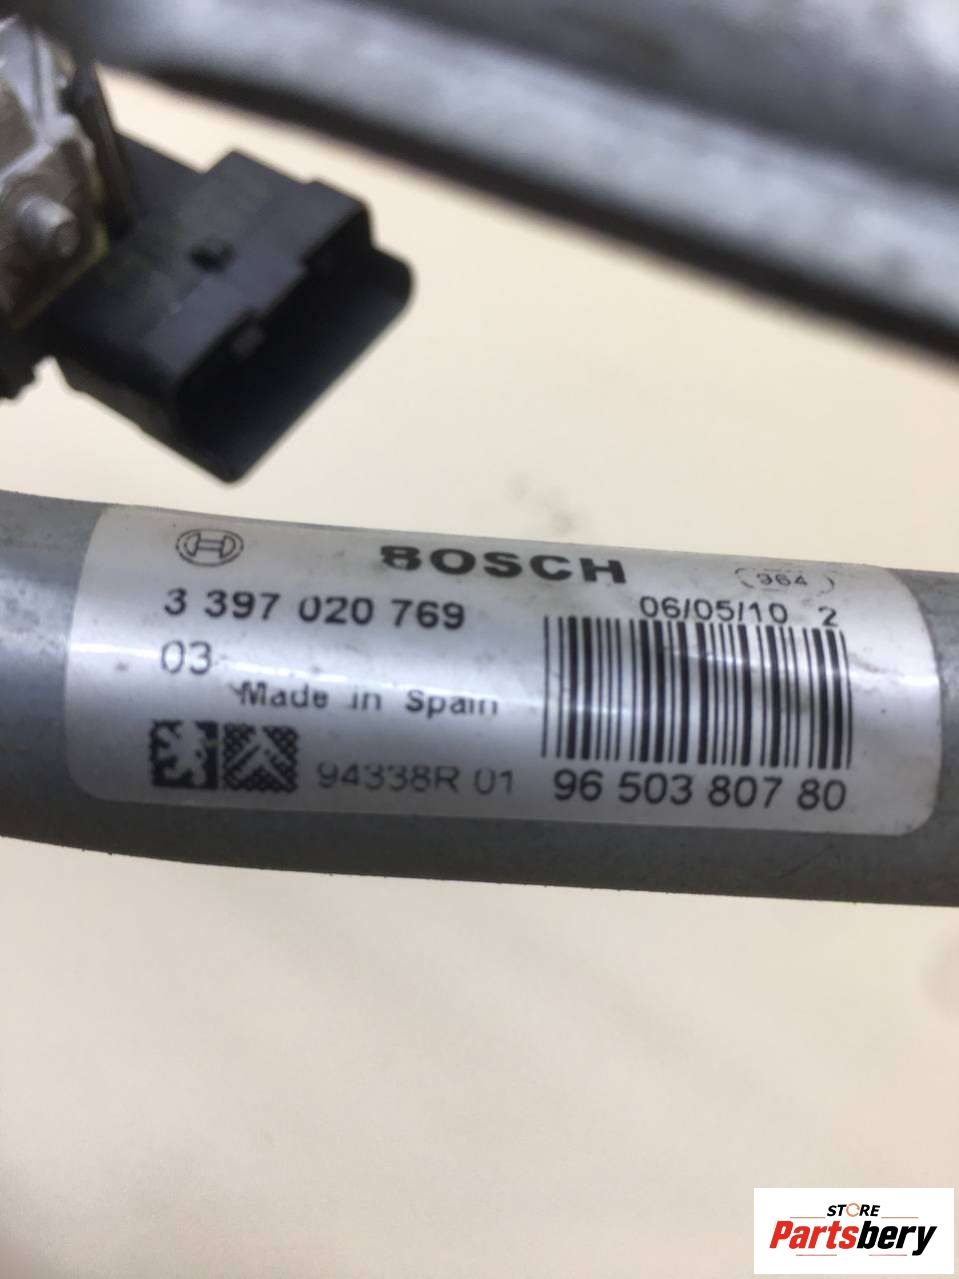 BOSCH
(964)
3 397 020 769
06/05/10 2
03
Made in Spain
94338R 01
96 503 807 80
STORE
Partsbery